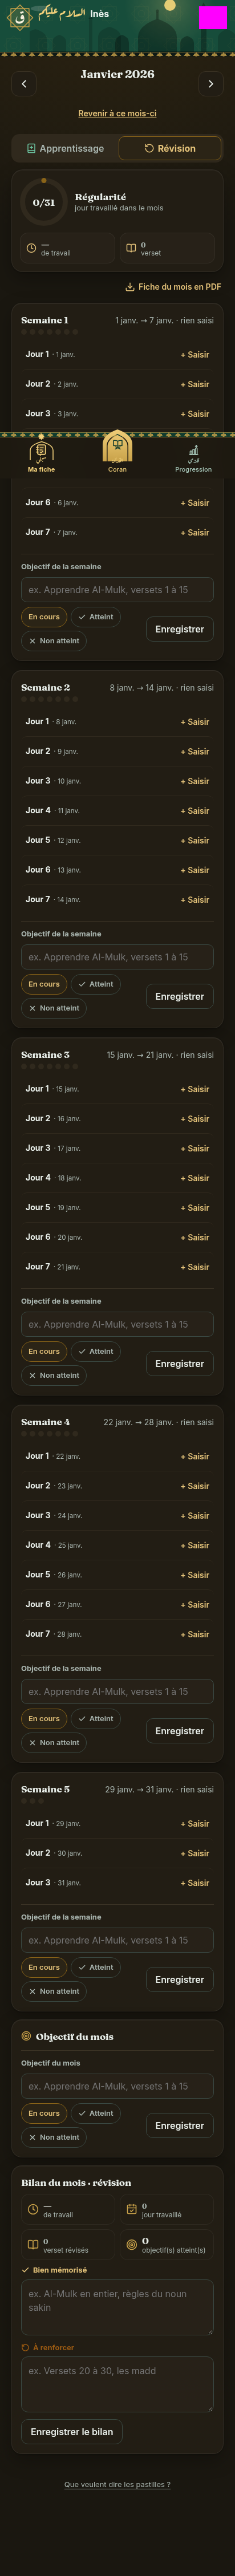 ق السلام عليكم Inès
Janvier 2026
Revenir à ce mois-ci
Apprentissage Révision
0/31 Régularité
jour travaillé dans le mois
— de travail
0 verset
Fiche du mois en PDF
Semaine 1 1 janv. → 7 janv. · rien saisi
Jour 1 · 1 janv. + Saisir
Jour 2 · 2 janv. + Saisir
Jour 3 · 3 janv. + Saisir
Ma fiche Coran Progression
Jour 6 · 6 janv. + Saisir
Jour 7 · 7 janv. + Saisir
Objectif de la semaine
ex. Apprendre Al-Mulk, versets 1 à 15
En cours Atteint
Non atteint
Enregistrer
Semaine 2 8 janv. → 14 janv. · rien saisi
Jour 1 · 8 janv. + Saisir
Jour 2 · 9 janv. + Saisir
Jour 3 · 10 janv. + Saisir
Jour 4 · 11 janv. + Saisir
Jour 5 · 12 janv. + Saisir
Jour 6 · 13 janv. + Saisir
Jour 7 · 14 janv. + Saisir
Objectif de la semaine
ex. Apprendre Al-Mulk, versets 1 à 15
En cours Atteint
Non atteint
Enregistrer
Semaine 3 15 janv. → 21 janv. · rien saisi
Jour 1 · 15 janv. + Saisir
Jour 2 · 16 janv. + Saisir
Jour 3 · 17 janv. + Saisir
Jour 4 · 18 janv. + Saisir
Jour 5 · 19 janv. + Saisir
Jour 6 · 20 janv. + Saisir
Jour 7 · 21 janv. + Saisir
Objectif de la semaine
ex. Apprendre Al-Mulk, versets 1 à 15
En cours Atteint
Non atteint
Enregistrer
Semaine 4 22 janv. → 28 janv. · rien saisi
Jour 1 · 22 janv. + Saisir
Jour 2 · 23 janv. + Saisir
Jour 3 · 24 janv. + Saisir
Jour 4 · 25 janv. + Saisir
Jour 5 · 26 janv. + Saisir
Jour 6 · 27 janv. + Saisir
Jour 7 · 28 janv. + Saisir
Objectif de la semaine
ex. Apprendre Al-Mulk, versets 1 à 15
En cours Atteint
Non atteint
Enregistrer
Semaine 5 29 janv. → 31 janv. · rien saisi
Jour 1 · 29 janv. + Saisir
Jour 2 · 30 janv. + Saisir
Jour 3 · 31 janv. + Saisir
Objectif de la semaine
ex. Apprendre Al-Mulk, versets 1 à 15
En cours Atteint
Non atteint
Enregistrer
Objectif du mois
Objectif du mois
ex. Apprendre Al-Mulk, versets 1 à 15
En cours Atteint
Non atteint
Enregistrer
Bilan du mois · révision
— de travail
0 jour travaillé
0 verset révisés
0 objectif(s) atteint(s)
Bien mémorisé
ex. Al-Mulk en entier, règles du noun
sakin
À renforcer
ex. Versets 20 à 30, les madd
Enregistrer le bilan
Que veulent dire les pastilles ?